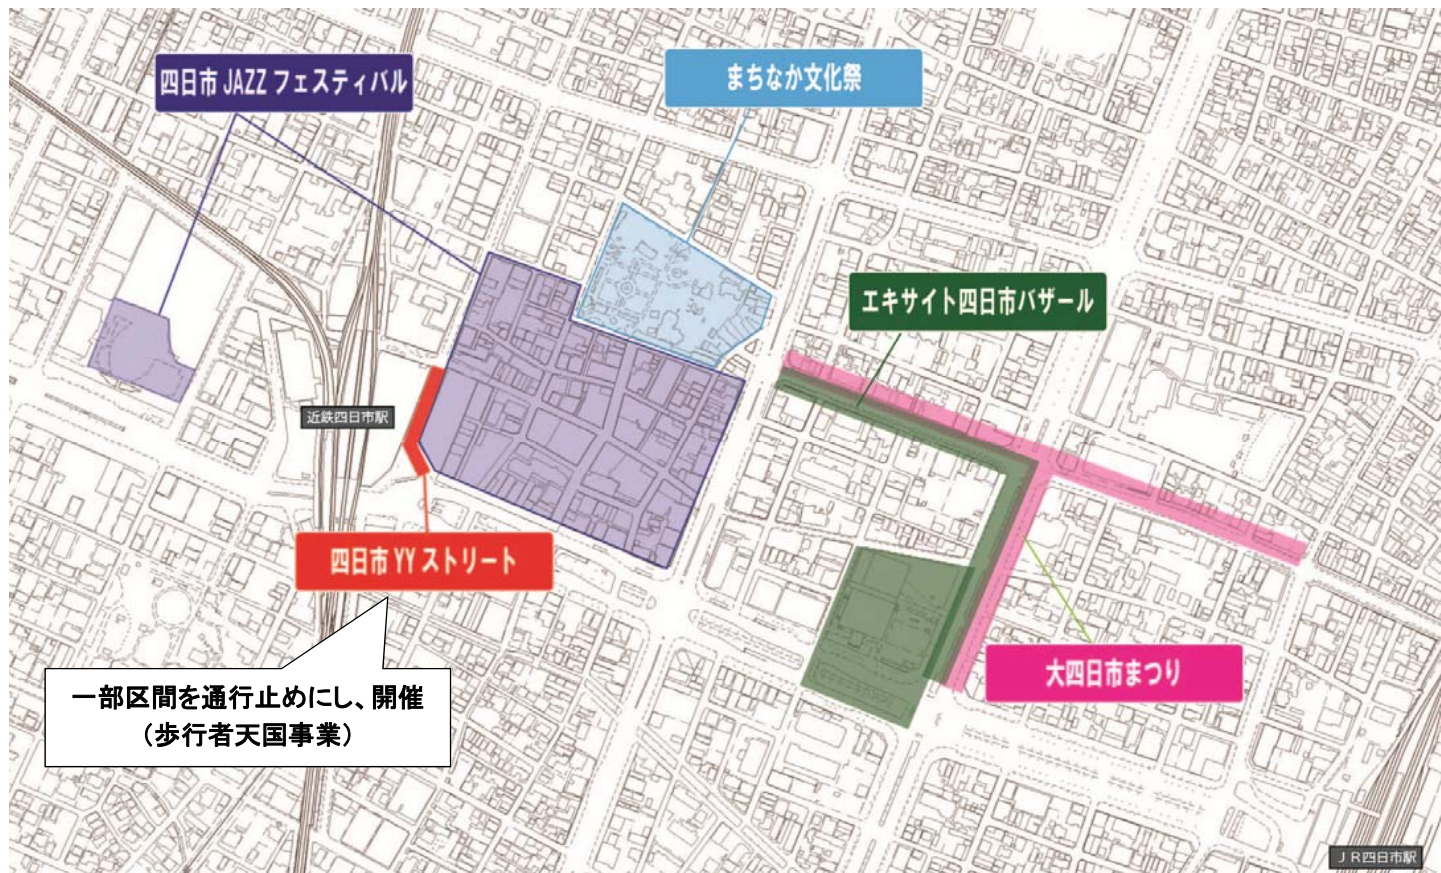 四日市 JAZZ フェスティバル
まちなか文化祭
エキサイト四日市バザール
近鉄四日市駅
四日市 YY ストリート
大四日市まつり
一部区間を通行止めにし、開催
（歩行者天国事業）
ＪＲ四日市駅